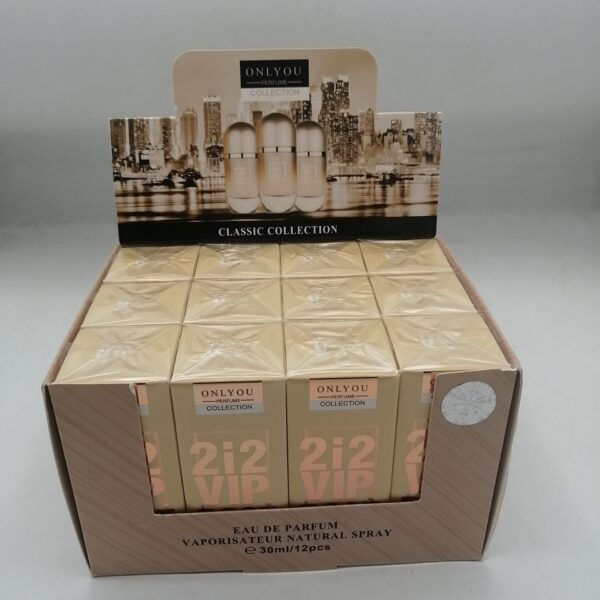 ONLYOU
PERFUME
COLLECTION
CLASSIC COLLECTION
ONLYOU
PERFUME
COLLECTION
2i2
VIP
ONLYOU
PERFUME
COLLECTION
2i2
VIP
EAU DE PARFUM
VAPORISATEUR NATURAL SPRAY
℮ 30ml/12pcs